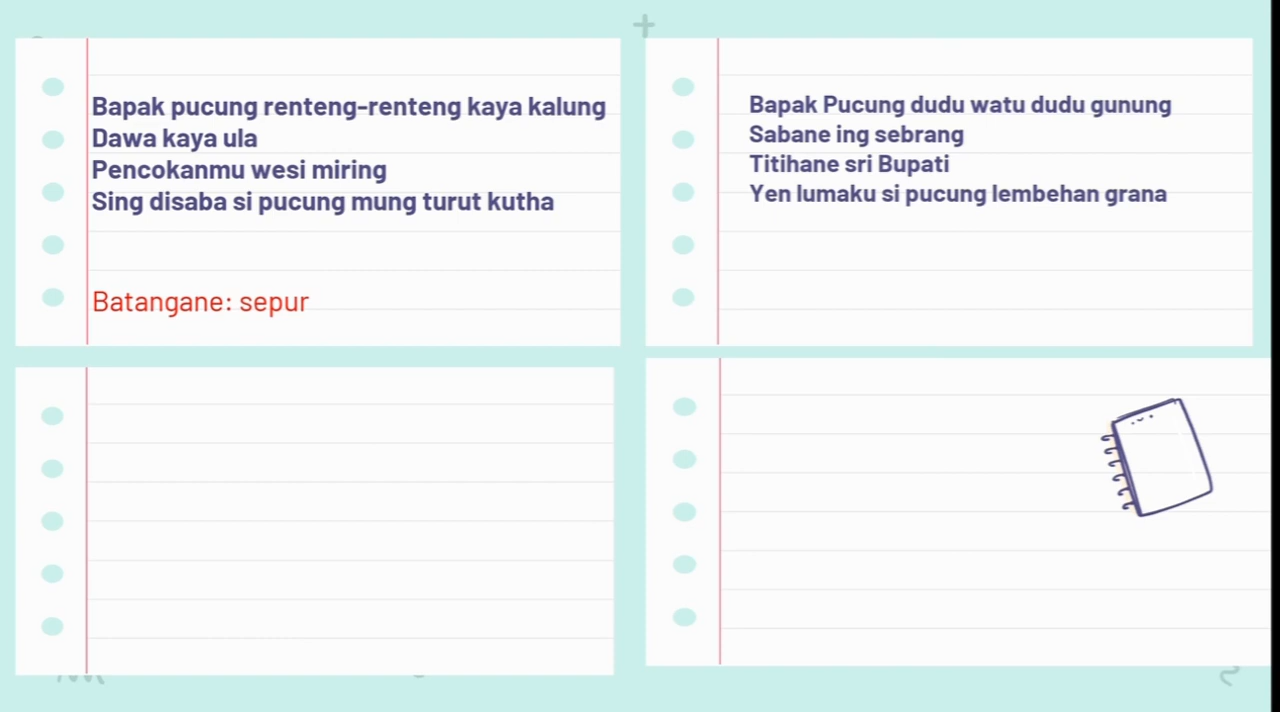 Bapak pucung renteng-renteng kaya kalung
Dawa kaya ula
Pencokanmu wesi miring
Sing disaba si pucung mung turut kutha
Batangane: sepur
Bapak Pucung dudu watu dudu gunung
Sabane ing sebrang
Titihane sri Bupati
Yen lumaku si pucung lembehan grana